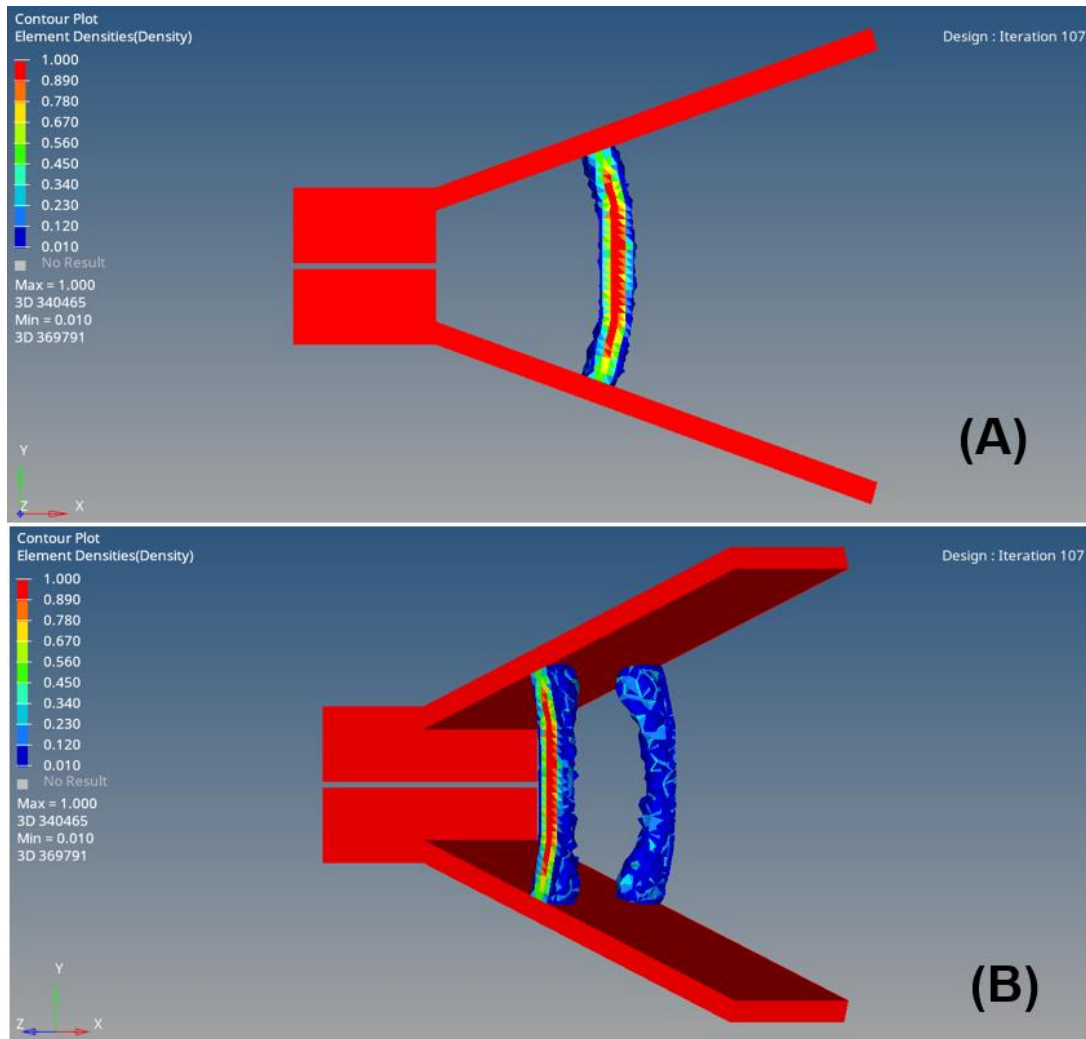 Contour Plot
Element Densities(Density)
Design : Iteration 107
1.000
0.890
0.780
0.670
0.560
0.450
0.340
0.230
0.120
0.010
No Result
Max = 1.000
3D 340465
Min = 0.010
3D 369791
Y
Z X
(A)
Contour Plot
Element Densities(Density)
Design : Iteration 107
1.000
0.890
0.780
0.670
0.560
0.450
0.340
0.230
0.120
0.010
No Result
Max = 1.000
3D 340465
Min = 0.010
3D 369791
Y
Z X
(B)